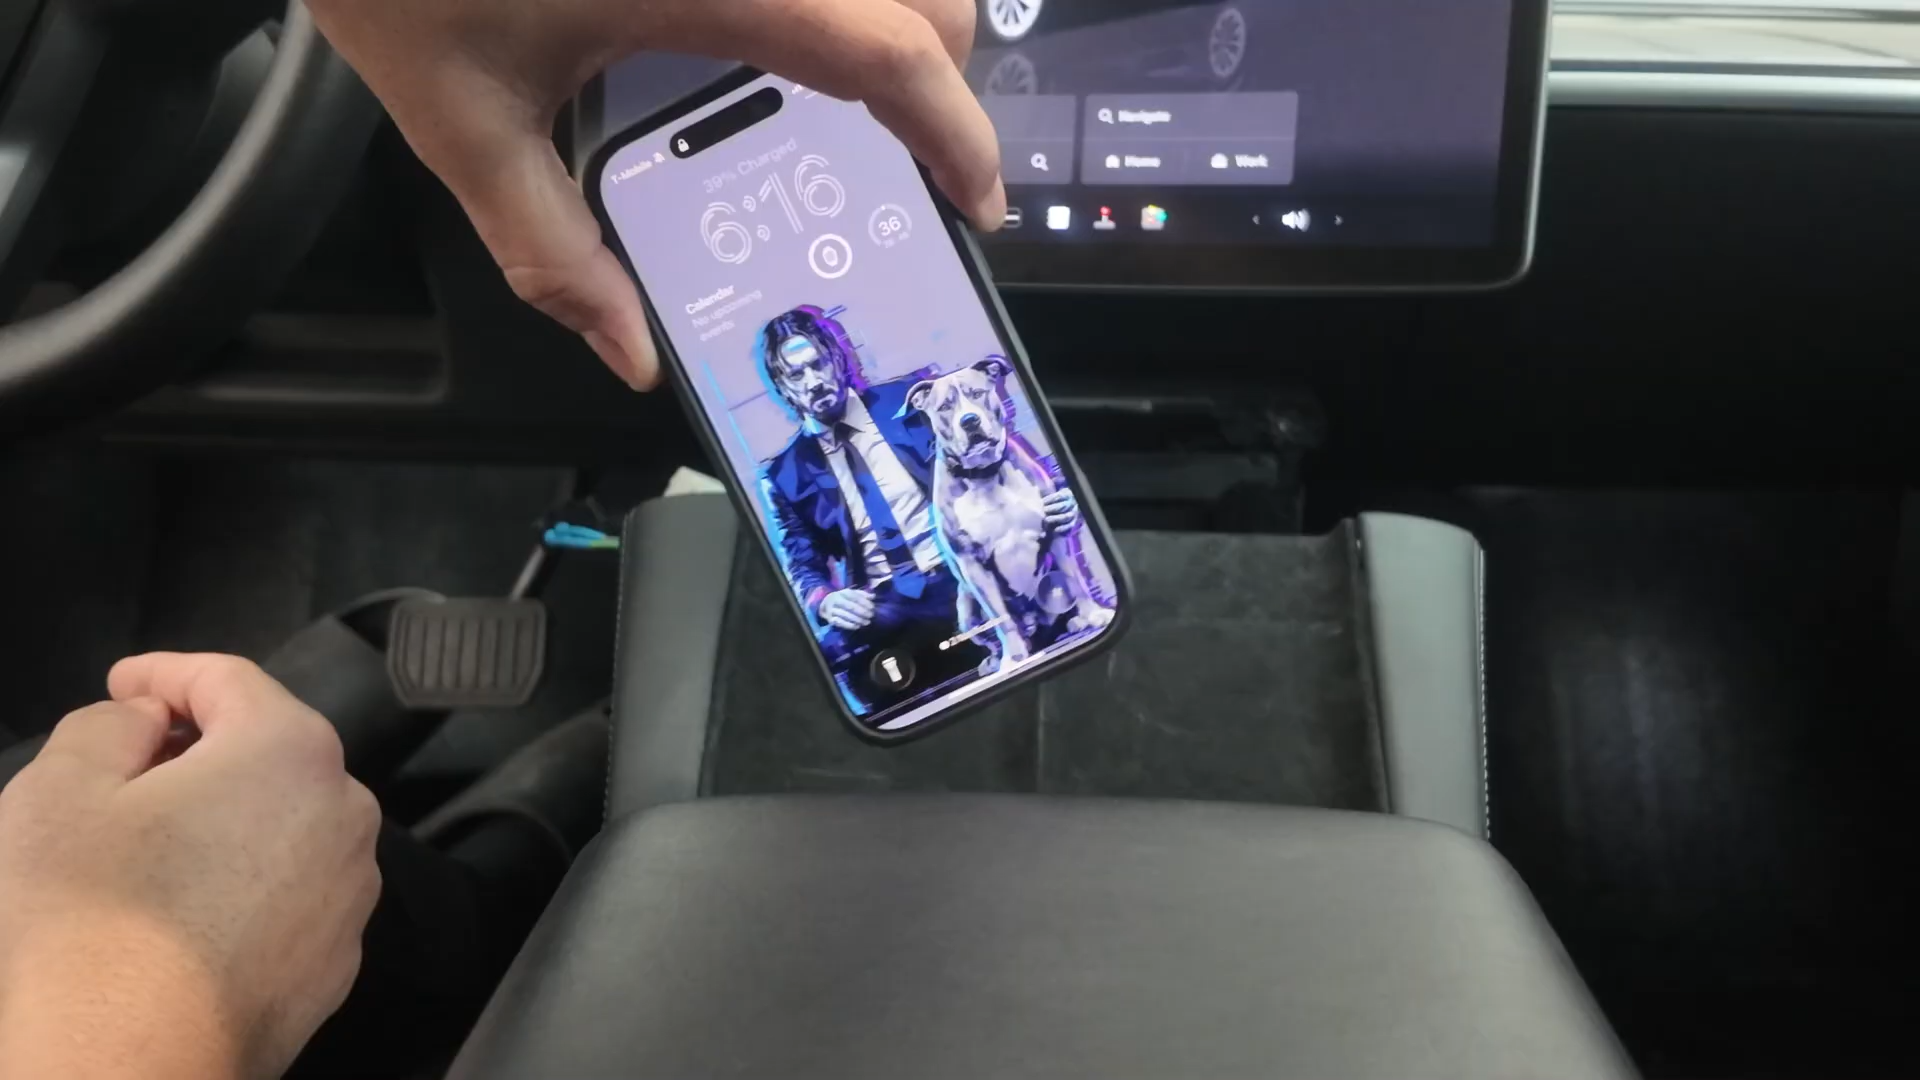 T-Mobile
39% Charged
6:16
36
Calendar
No upcoming
events
Navigate
Home
Work